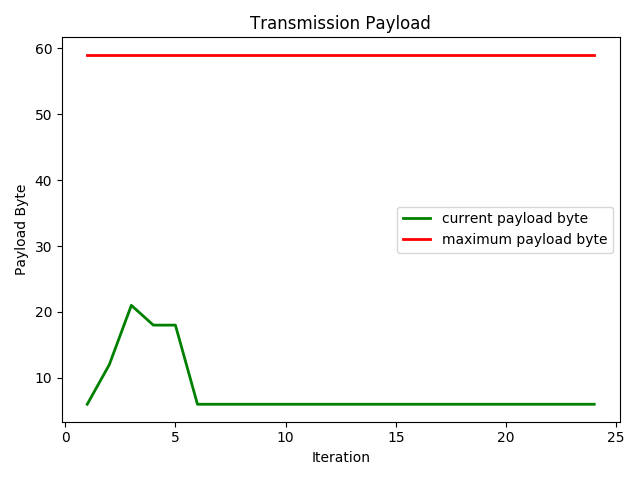 Transmission Payload
60
50
40
30
20
10
Payload Byte
current payload byte
maximum payload byte
0 5 10 15 20 25
Iteration